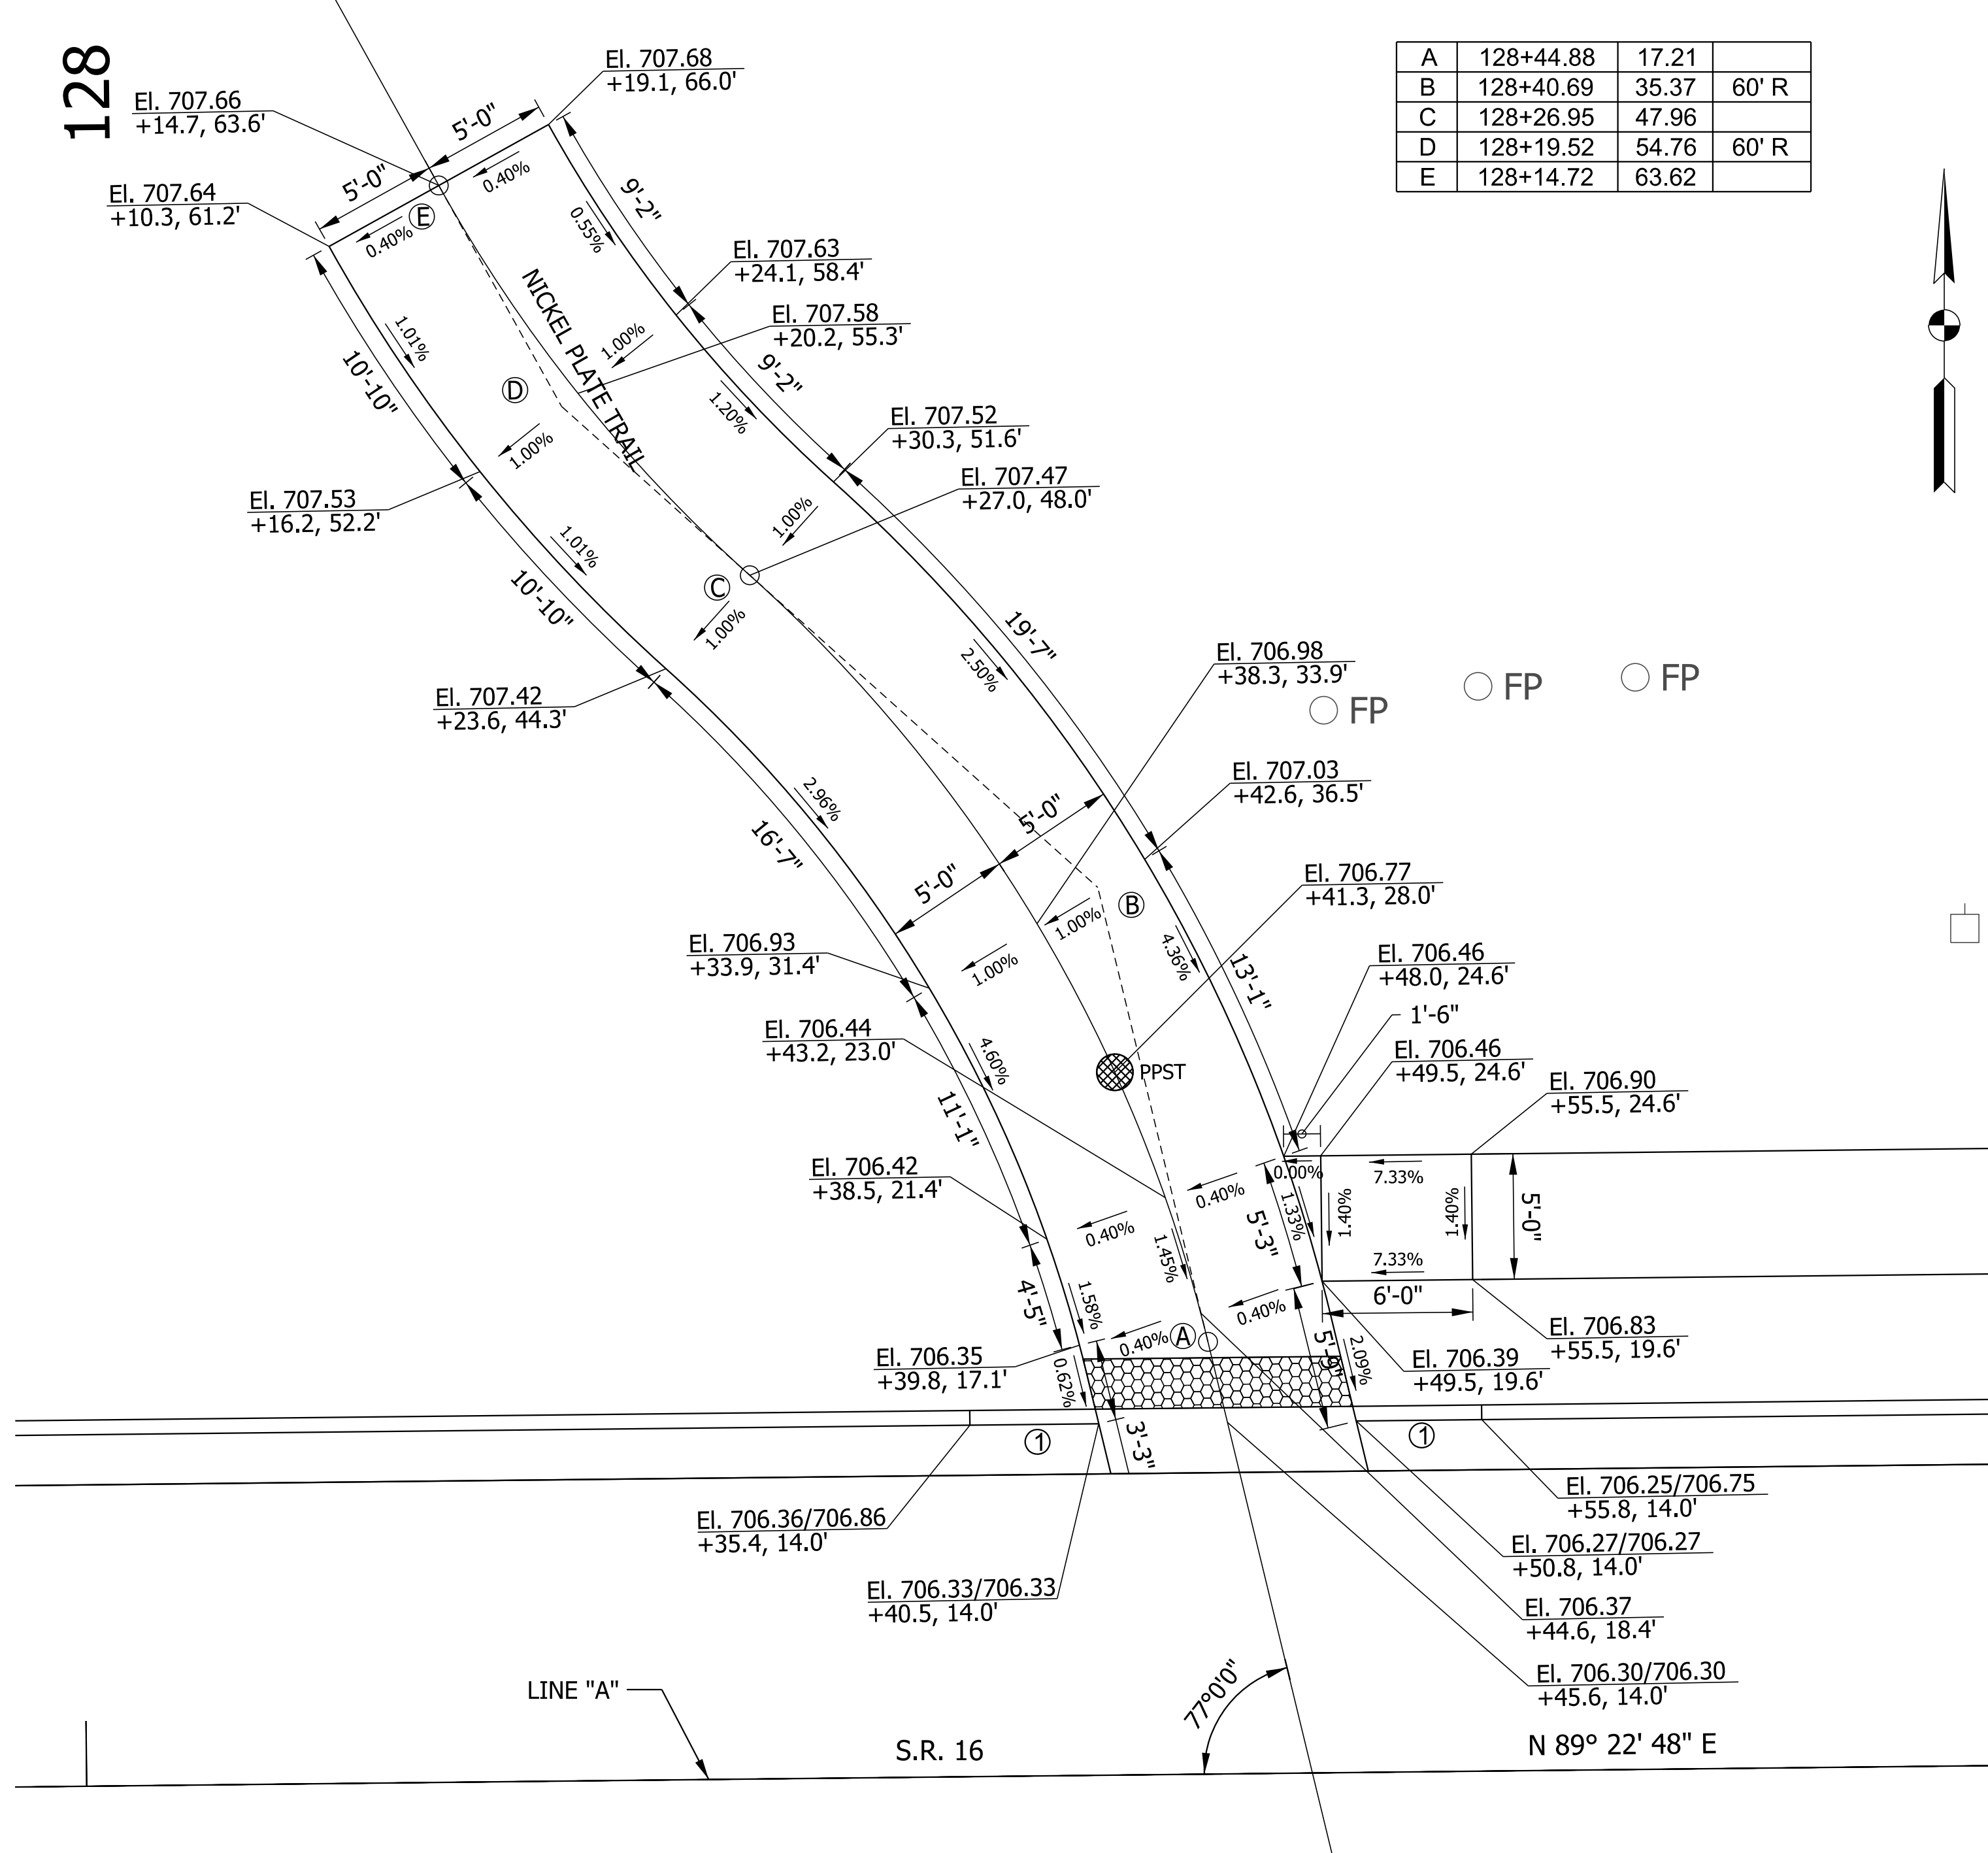 128
El. 707.68
+19.1, 66.0'
El. 707.66
+14.7, 63.6'
El. 707.64
+10.3, 61.2'
5'-0"
5'-0"
0.40%
0.40%
E
A 128+44.88 17.21
B 128+40.69 35.37 60' R
C 128+26.95 47.96
D 128+19.52 54.76 60' R
E 128+14.72 63.62
9'-2"
0.55%
El. 707.63
+24.1, 58.4'
El. 707.58
+20.2, 55.3'
NICKEL PLATE TRAIL
1.01%
10'-10"
1.00%
9'-2"
1.20%
D
1.00%
El. 707.52
+30.3, 51.6'
El. 707.47
+27.0, 48.0'
El. 707.53
+16.2, 52.2'
1.00%
1.01%
10'-10"
C
1.00%
19'-7"
2.50%
El. 706.98
+38.3, 33.9'
FP
FP
FP
El. 707.42
+23.6, 44.3'
2.96%
16'-7"
El. 707.03
+42.6, 36.5'
5'-0"
5'-0"
B
1.00%
El. 706.77
+41.3, 28.0'
El. 706.93
+33.9, 31.4'
1.00%
4.36%
13'-1"
El. 706.46
+48.0, 24.6'
1'-6"
El. 706.46
+49.5, 24.6'
El. 706.90
+55.5, 24.6'
El. 706.44
+43.2, 23.0'
4.60%
PPST
11'-1"
El. 706.42
+38.5, 21.4'
0.00%
7.33%
0.40%
1.33%
1.40%
1.40%
5'-0"
5'-3"
0.40%
1.45%
7.33%
6'-0"
4'-5"
1.58%
0.40%
0.40%
A
El. 706.83
+55.5, 19.6'
El. 706.35
+39.8, 17.1'
0.62%
5'-9"
2.09%
El. 706.39
+49.5, 19.6'
1
3'-3"
1
El. 706.36/706.86
+35.4, 14.0'
El. 706.25/706.75
+55.8, 14.0'
El. 706.27/706.27
+50.8, 14.0'
El. 706.33/706.33
+40.5, 14.0'
El. 706.37
+44.6, 18.4'
El. 706.30/706.30
+45.6, 14.0'
LINE "A"
77°0'0"
S.R. 16
N 89° 22' 48" E